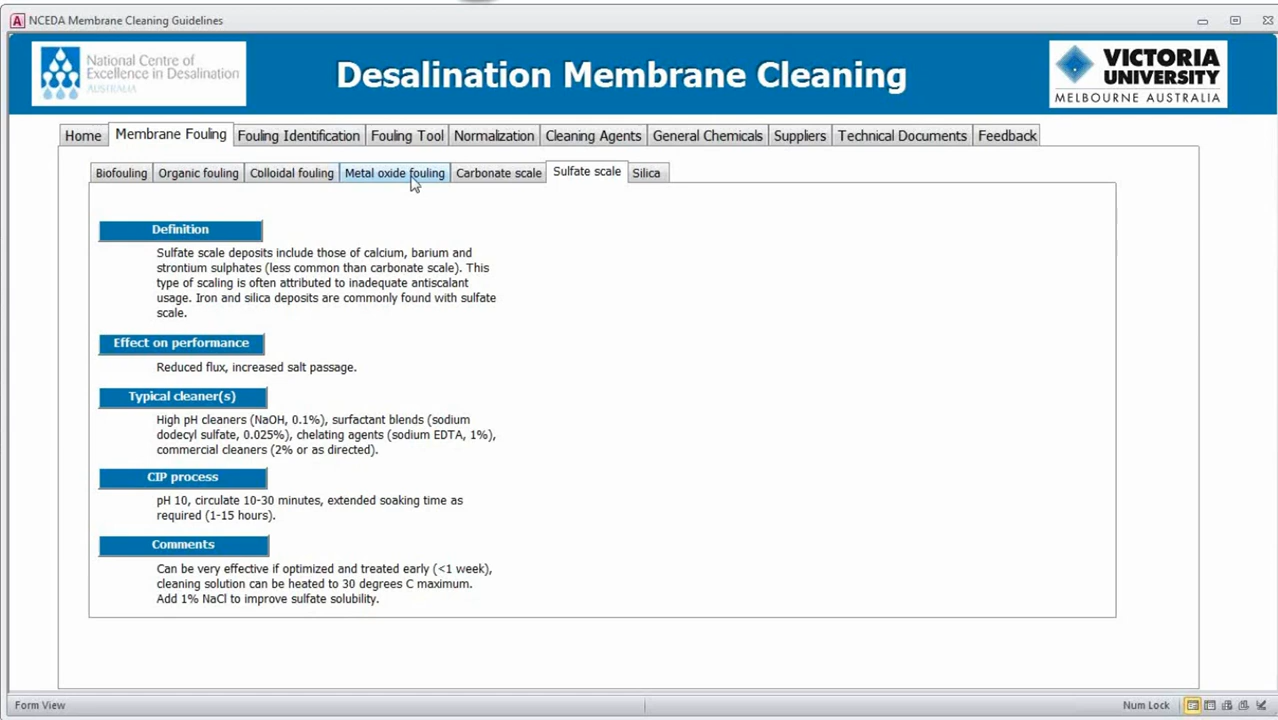 NCEDA Membrane Cleaning Guidelines
National Centre of
Excellence in Desalination
AUSTRALIA
Desalination Membrane Cleaning
VICTORIA
UNIVERSITY
MELBOURNE AUSTRALIA
Home Membrane Fouling Fouling Identification Fouling Tool Normalization Cleaning Agents General Chemicals Suppliers Technical Documents Feedback
Biofouling Organic fouling Colloidal fouling Metal oxide fouling Carbonate scale Sulfate scale Silica
Definition
Sulfate scale deposits include those of calcium, barium and
strontium sulphates (less common than carbonate scale). This
type of scaling is often attributed to inadequate antiscalant
usage. Iron and silica deposits are commonly found with sulfate
scale.
Effect on performance
Reduced flux, increased salt passage.
Typical cleaner(s)
High pH cleaners (NaOH, 0.1%), surfactant blends (sodium
dodecyl sulfate, 0.025%), chelating agents (sodium EDTA, 1%),
commercial cleaners (2% or as directed).
CIP process
pH 10, circulate 10-30 minutes, extended soaking time as
required (1-15 hours).
Comments
Can be very effective if optimized and treated early (<1 week),
cleaning solution can be heated to 30 degrees C maximum.
Add 1% NaCl to improve sulfate solubility.
Form View
Num Lock